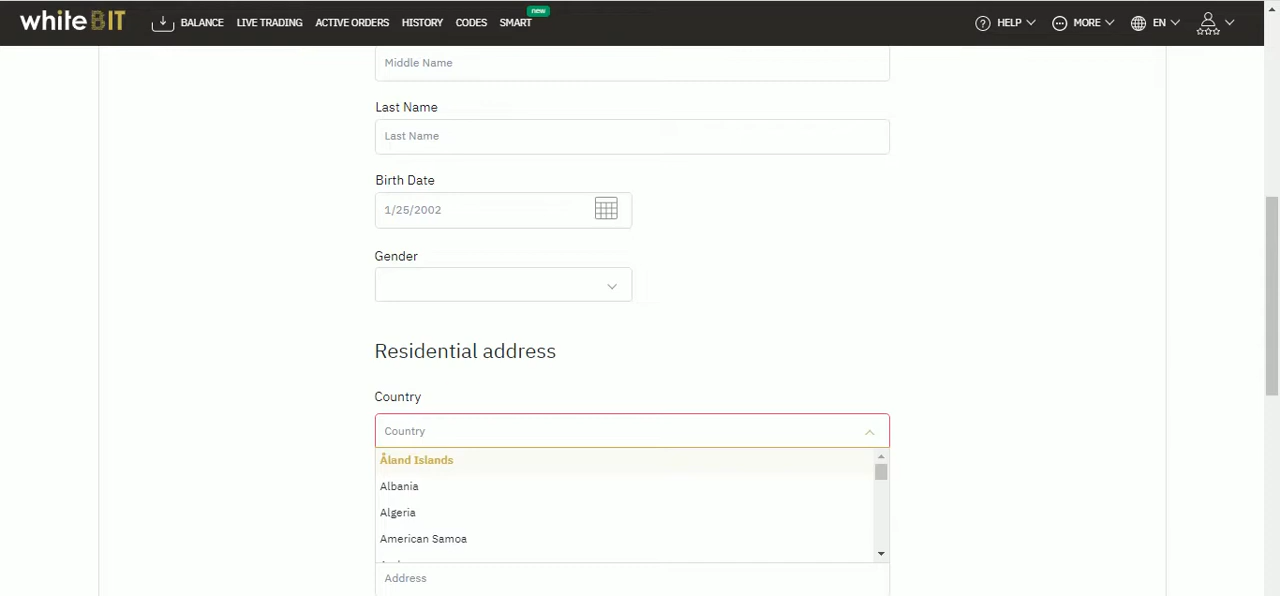 whiteBIT
BALANCE
LIVE TRADING
ACTIVE ORDERS
HISTORY
CODES
SMART
new
HELP
MORE
EN
Middle Name
Last Name
Last Name
Birth Date
1/25/2002
Gender
Residential address
Country
Country
Åland Islands
Albania
Algeria
American Samoa
Address